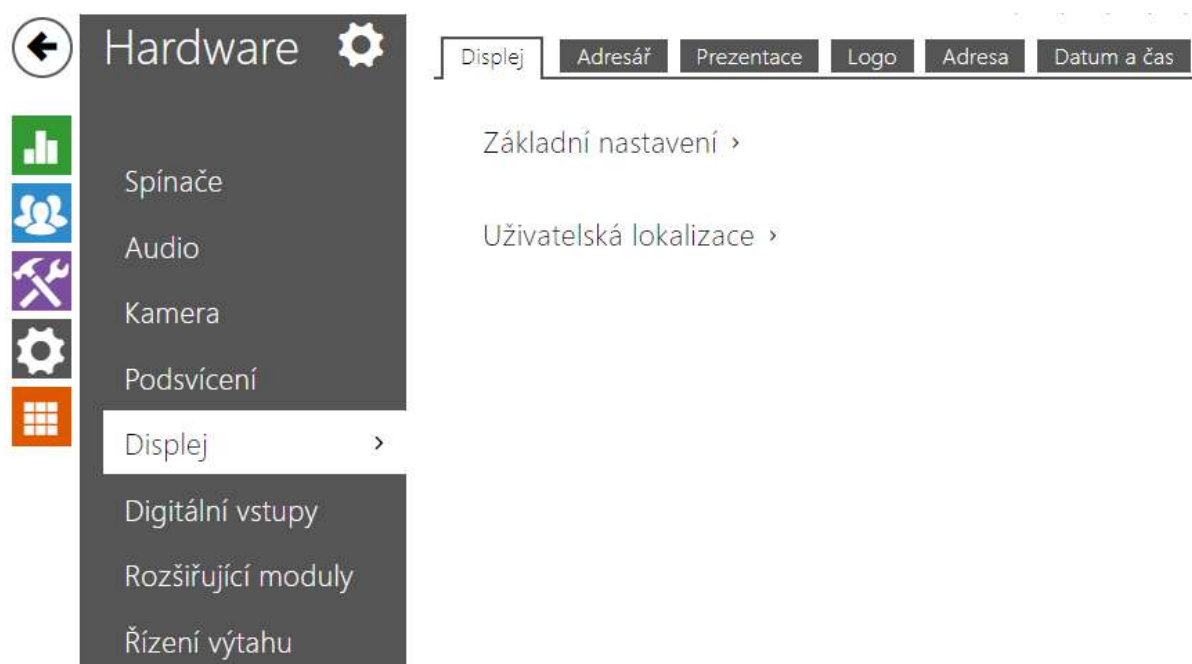 Hardware
Displej Adresář Prezentace Logo Adresa Datum a čas
Základní nastavení ›
Uživatelská lokalizace ›
Spínače
Audio
Kamera
Podsvícení
Displej ›
Digitální vstupy
Rozšiřující moduly
Řízení výtahu